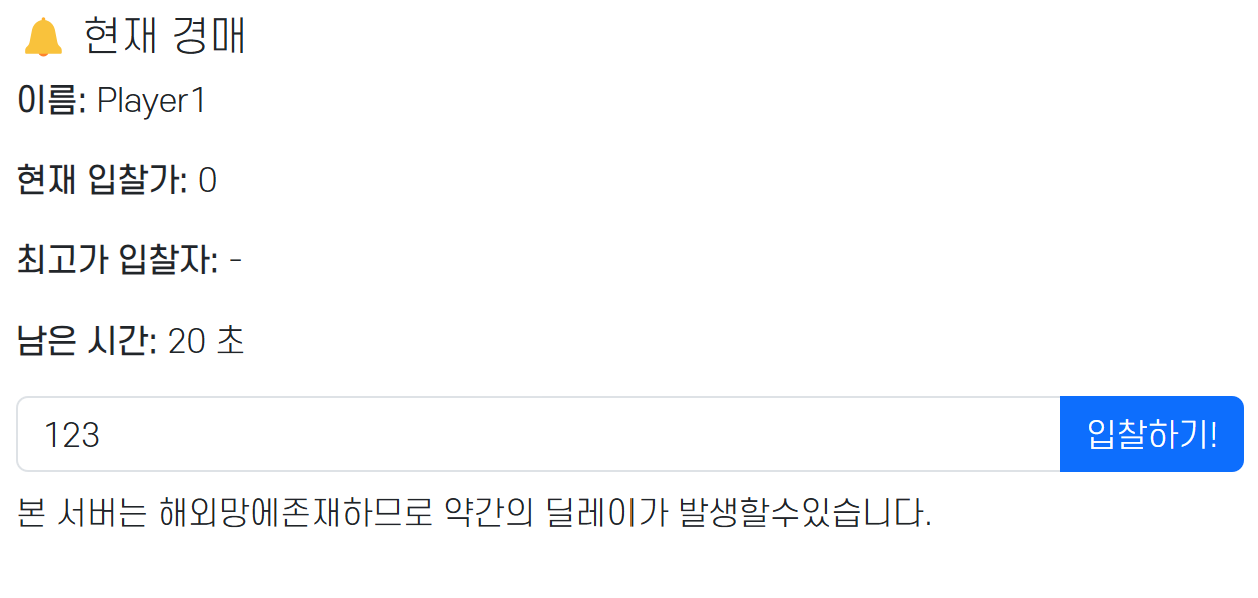 🔔 현재 경매
이름: Player1
현재 입찰가: 0
최고가 입찰자: -
남은 시간: 20 초
123
입찰하기!
본 서버는 해외망에존재하므로 약간의 딜레이가 발생할수있습니다.